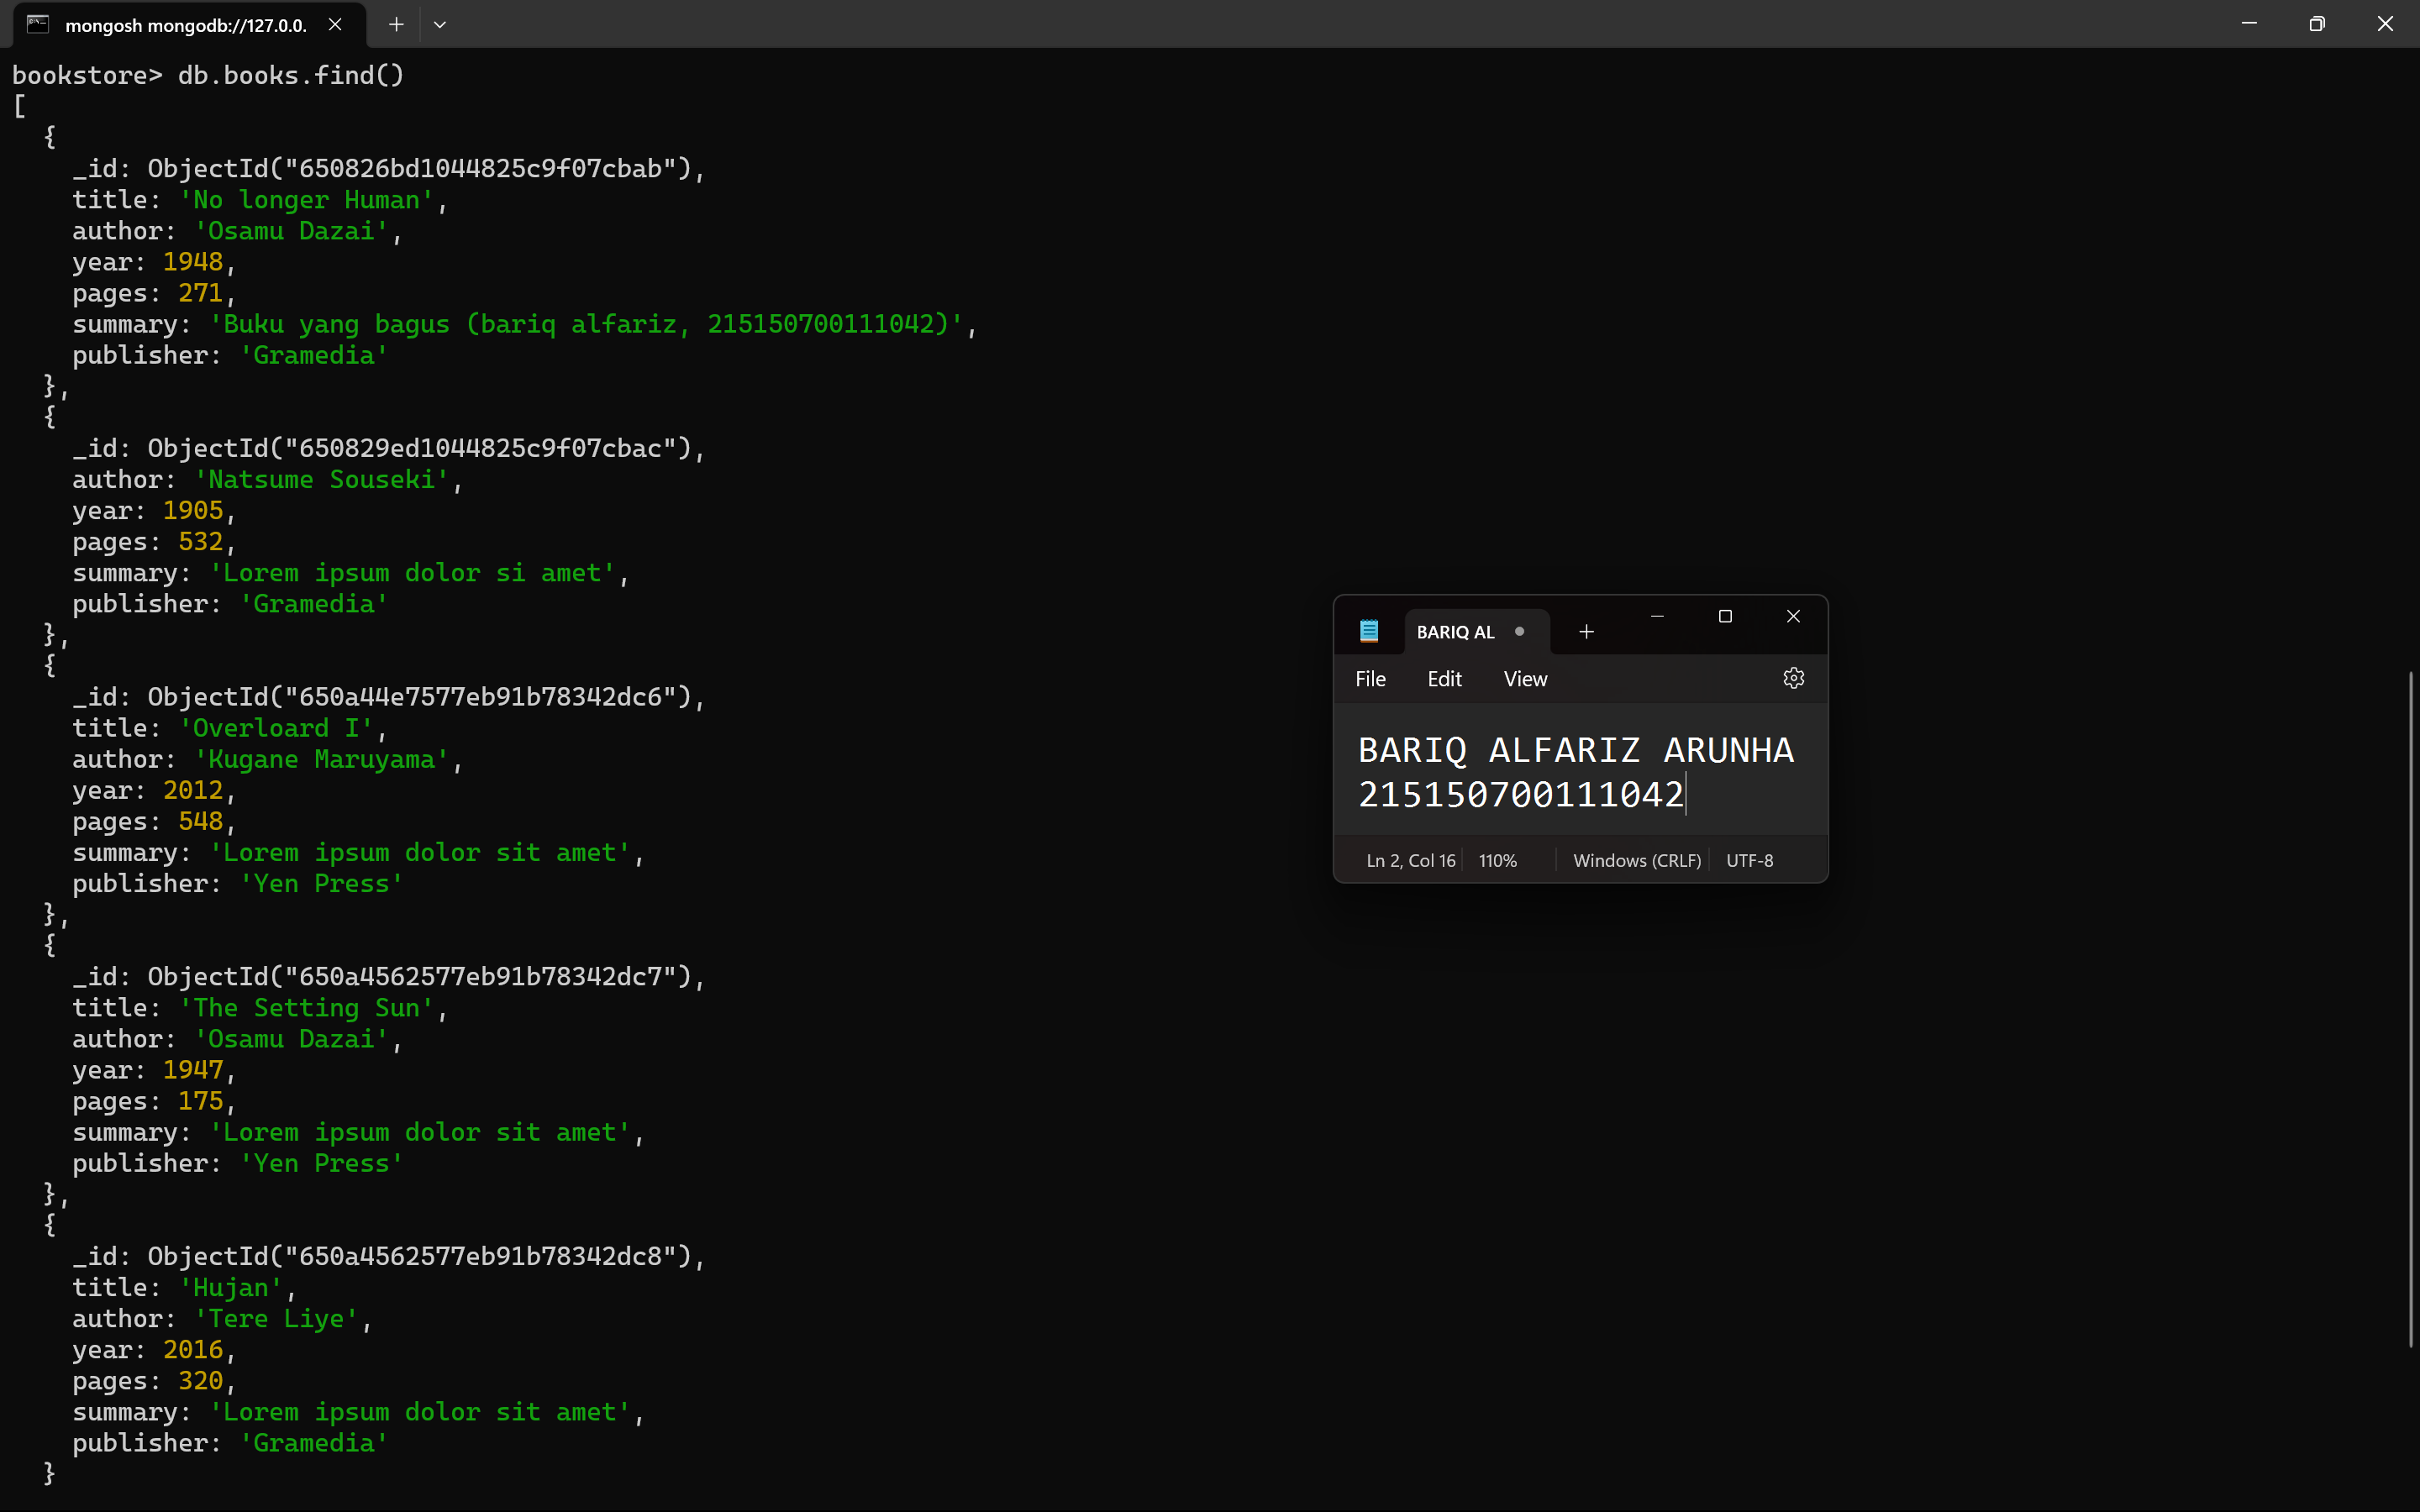 mongosh mongodb://127.0.0.
bookstore> db.books.find()
[
  {
    _id: ObjectId("650826bd1044825c9f07cbab"),
    title: 'No longer Human',
    author: 'Osamu Dazai',
    year: 1948,
    pages: 271,
    summary: 'Buku yang bagus (bariq alfariz, 215150700111042)',
    publisher: 'Gramedia'
  },
  {
    _id: ObjectId("650829ed1044825c9f07cbac"),
    author: 'Natsume Souseki',
    year: 1905,
    pages: 532,
    summary: 'Lorem ipsum dolor si amet',
    publisher: 'Gramedia'
  },
  {
    _id: ObjectId("650a44e7577eb91b78342dc6"),
    title: 'Overloard I',
    author: 'Kugane Maruyama',
    year: 2012,
    pages: 548,
    summary: 'Lorem ipsum dolor sit amet',
    publisher: 'Yen Press'
  },
  {
    _id: ObjectId("650a4562577eb91b78342dc7"),
    title: 'The Setting Sun',
    author: 'Osamu Dazai',
    year: 1947,
    pages: 175,
    summary: 'Lorem ipsum dolor sit amet',
    publisher: 'Yen Press'
  },
  {
    _id: ObjectId("650a4562577eb91b78342dc8"),
    title: 'Hujan',
    author: 'Tere Liye',
    year: 2016,
    pages: 320,
    summary: 'Lorem ipsum dolor sit amet',
    publisher: 'Gramedia'
  }
BARIQ AL
File Edit View
BARIQ ALFARIZ ARUNHA
215150700111042
Ln 2, Col 16 110% Windows (CRLF) UTF-8